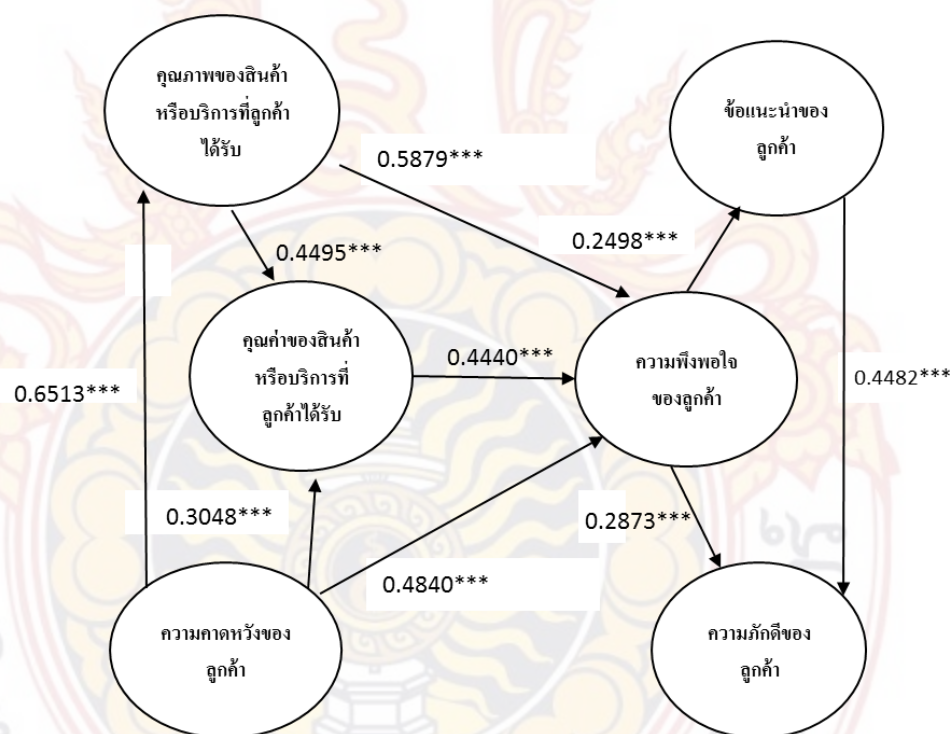 คุณภาพของสินค้า
หรือบริการที่ลูกค้า
ได้รับ
ข้อแนะนำของ
ลูกค้า
0.5879***
0.2498***
0.4495***
คุณค่าของสินค้า
หรือบริการที่
ลูกค้าได้รับ
0.4440***
ความพึงพอใจ
ของลูกค้า
0.6513***
0.4482***
0.3048***
0.2873***
0.4840***
ความคาดหวังของ
ลูกค้า
ความภักดีของ
ลูกค้า